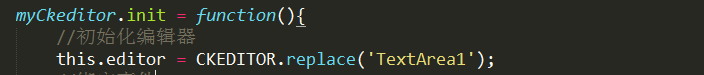 myCkeditor.init = function(){
//初始化编辑器
this.editor = CKEDITOR.replace('TextArea1');